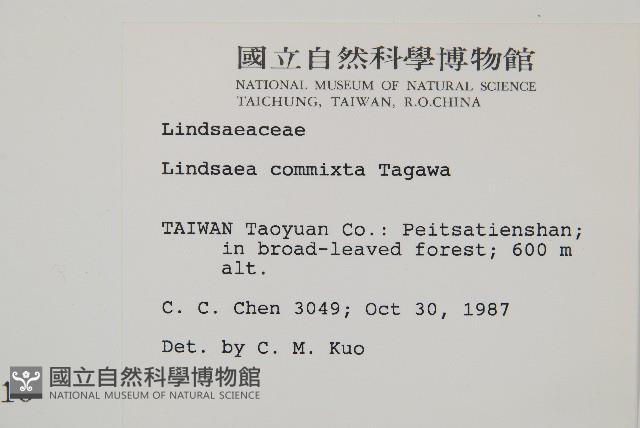 國立自然科學博物館
NATIONAL MUSEUM OF NATURAL SCIENCE
TAICHUNG, TAIWAN, R.O.CHINA
Lindsaeaceae
Lindsaea commixta Tagawa
TAIWAN Taoyuan Co.: Peitsatienshan;
in broad-leaved forest; 600 m
alt.
C. C. Chen 3049; Oct 30, 1987
Det. by C. M. Kuo
國立自然科學博物館
NATIONAL MUSEUM OF NATURAL SCIENCE